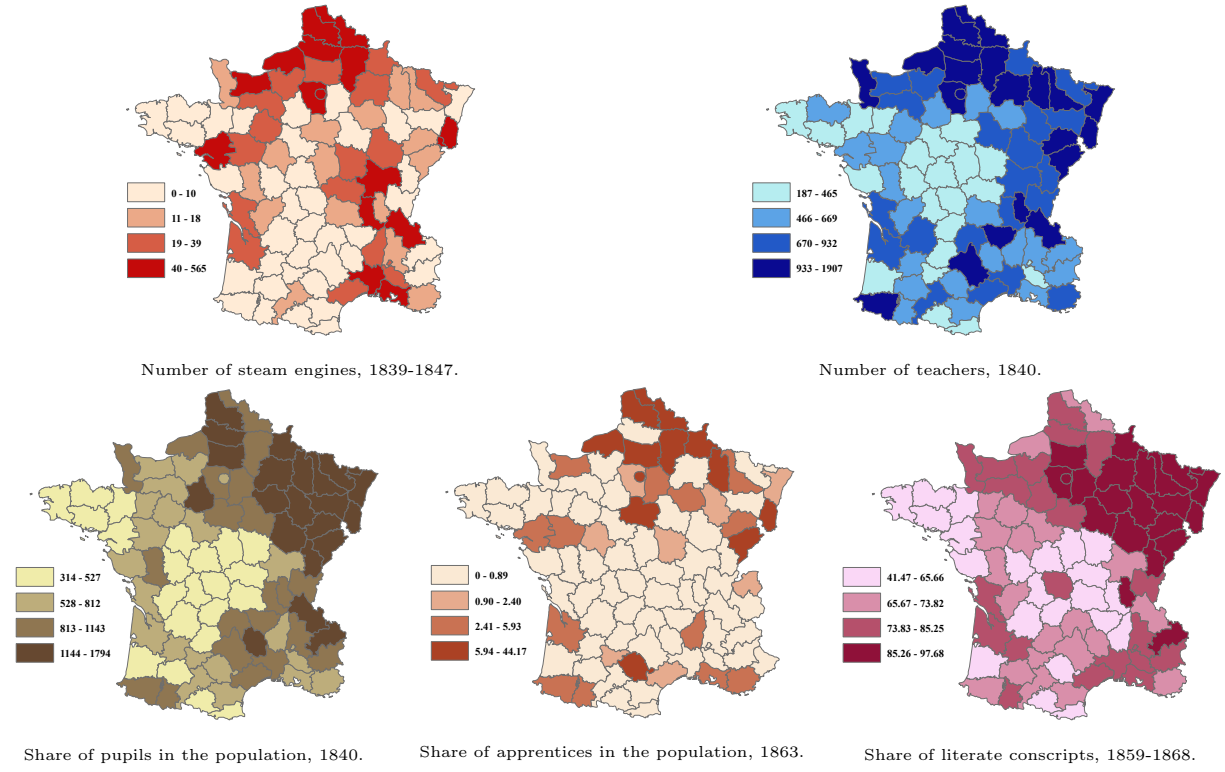 0 - 10
11 - 18
19 - 39
40 - 565
Number of steam engines, 1839-1847.
187 - 465
466 - 669
670 - 932
933 - 1907
Number of teachers, 1840.
314 - 527
528 - 812
813 - 1143
1144 - 1794
Share of pupils in the population, 1840.
0 - 0.89
0.90 - 2.40
2.41 - 5.93
5.94 - 44.17
Share of apprentices in the population, 1863.
41.47 - 65.66
65.67 - 73.82
73.83 - 85.25
85.26 - 97.68
Share of literate conscripts, 1859-1868.